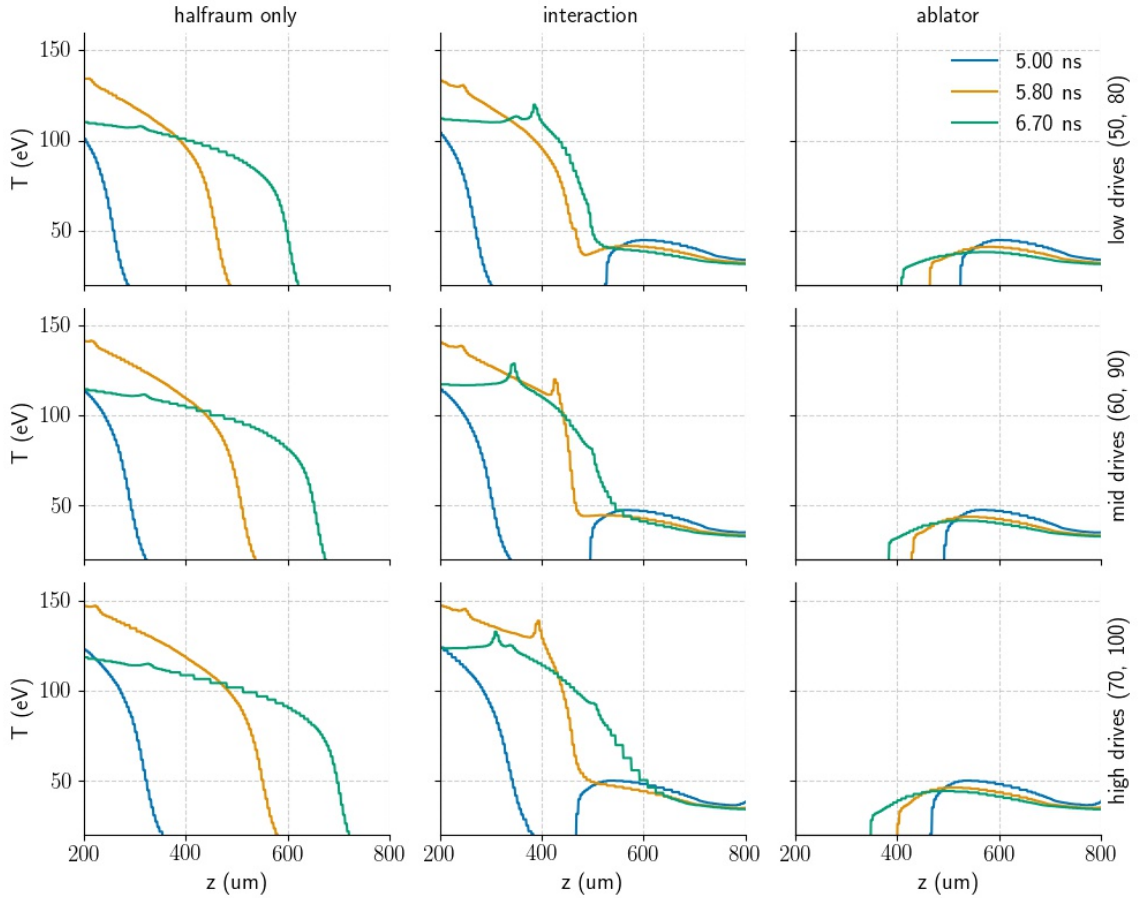 halfraum only interaction ablator
150
100
50
T (eV)
5.00 ns
5.80 ns
6.70 ns
low drives (50, 80)
150
100
50
T (eV)
mid drives (60, 90)
150
100
50
T (eV)
high drives (70, 100)
200 400 600 800 200 400 600 800 200 400 600 800
z (um) z (um) z (um)